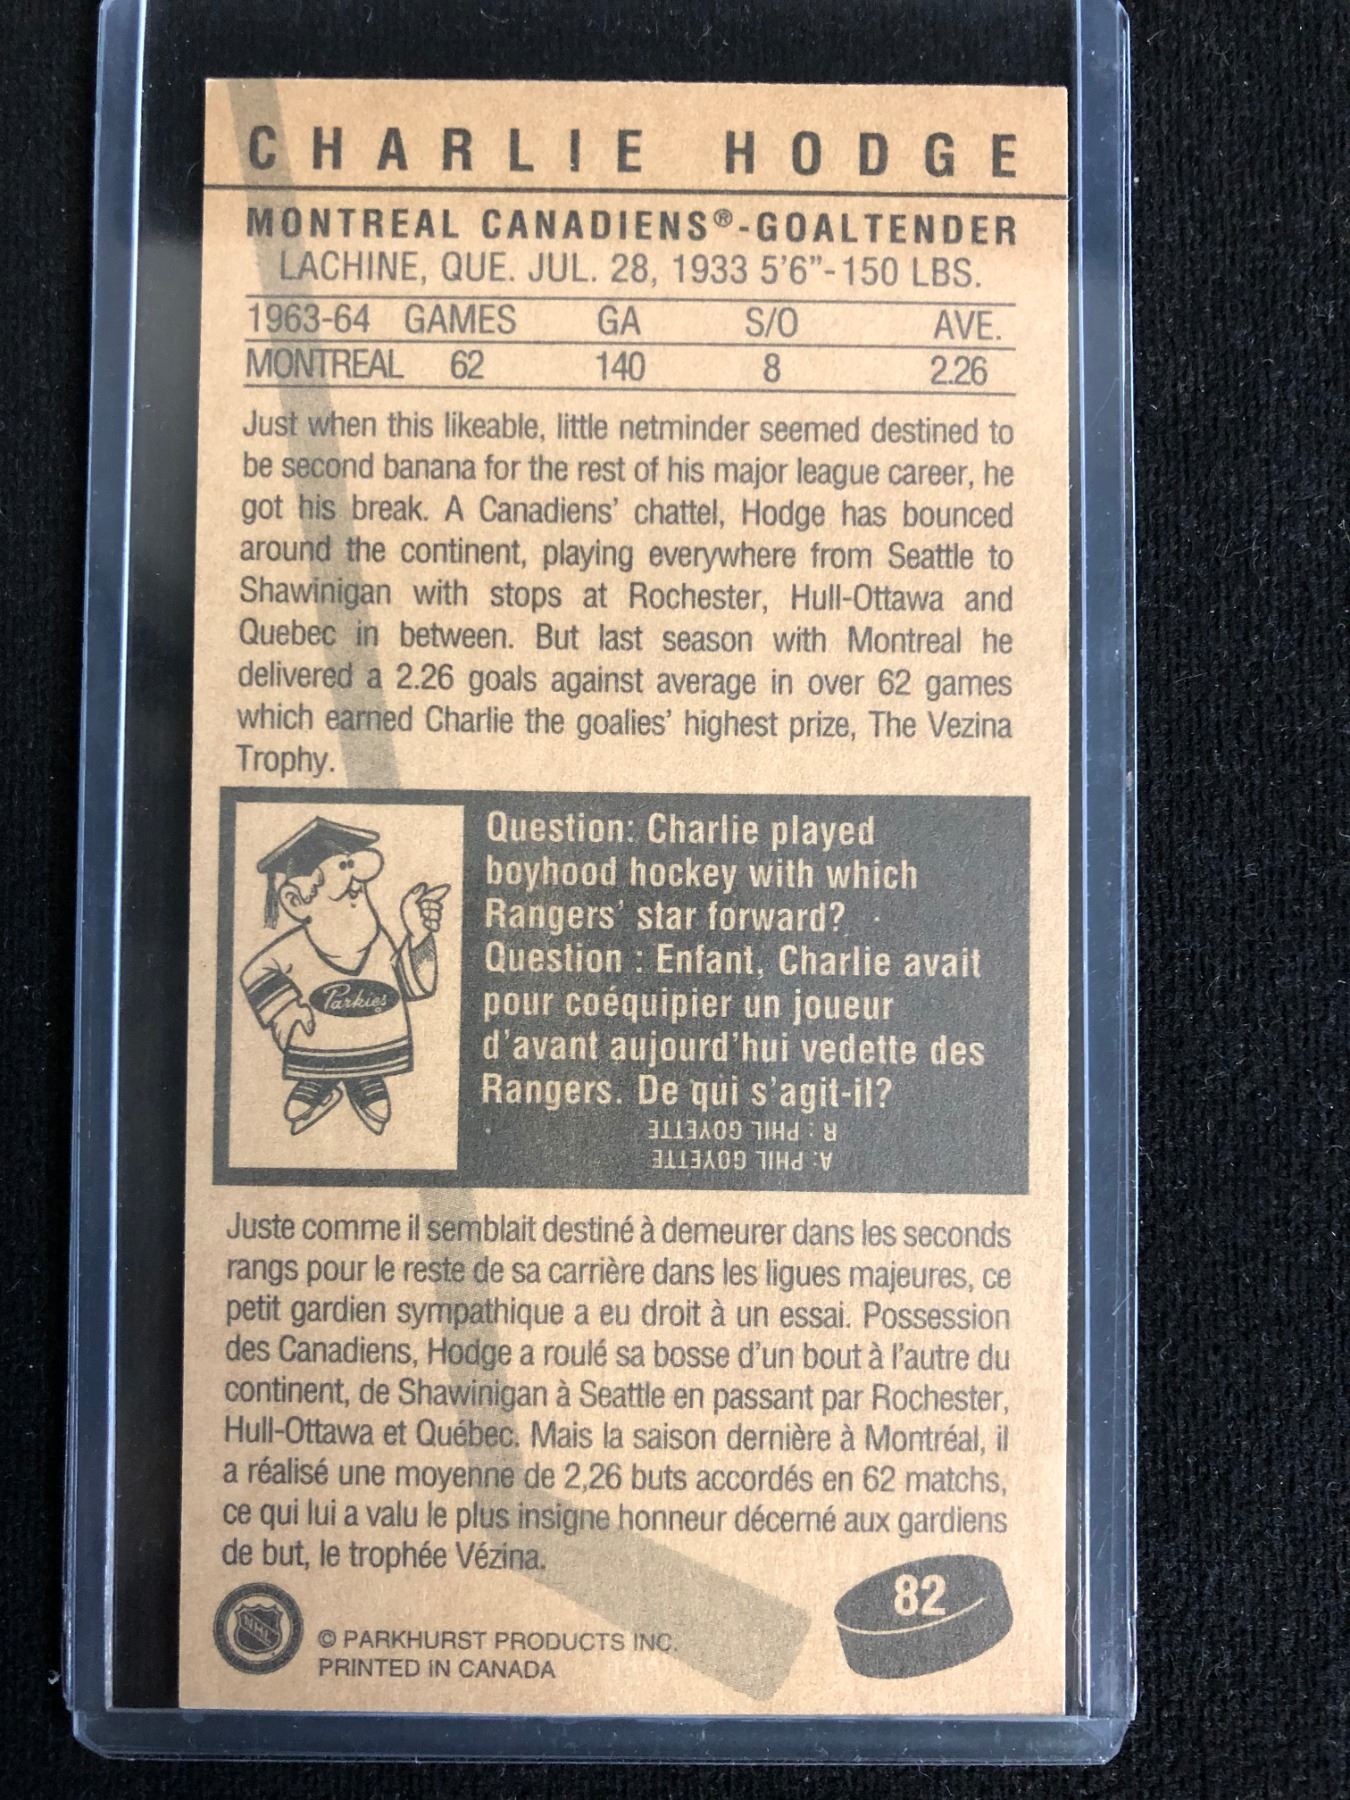 CHARLIE HODGE
MONTREAL CANADIENS®-GOALTENDER
LACHINE, QUE. JUL. 28, 1933 5'6"-150 LBS.
1963-64 GAMES GA S/O AVE.
MONTREAL 62 140 8 2.26
Just when this likeable, little netminder seemed destined to
be second banana for the rest of his major league career, he
got his break. A Canadiens' chattel, Hodge has bounced
around the continent, playing everywhere from Seattle to
Shawinigan with stops at Rochester, Hull-Ottawa and
Quebec in between. But last season with Montreal he
delivered a 2.26 goals against average in over 62 games
which earned Charlie the goalies' highest prize, The Vezina
Trophy.
Parkies
Question: Charlie played
boyhood hockey with which
Rangers' star forward?
Question : Enfant, Charlie avait
pour coéquipier un joueur
d'avant aujourd'hui vedette des
Rangers. De qui s'agit-il?
R : PHIL GOYETTE
A: PHIL GOYETTE
Juste comme il semblait destiné à demeurer dans les seconds
rangs pour le reste de sa carrière dans les ligues majeures, ce
petit gardien sympathique a eu droit à un essai. Possession
des Canadiens, Hodge a roulé sa bosse d'un bout à l'autre du
continent, de Shawinigan à Seattle en passant par Rochester,
Hull-Ottawa et Québec. Mais la saison dernière à Montréal, il
a réalisé une moyenne de 2,26 buts accordés en 62 matchs,
ce qui lui a valu le plus insigne honneur décerné aux gardiens
de but, le trophée Vézina.
82
NHL
© PARKHURST PRODUCTS INC.
PRINTED IN CANADA